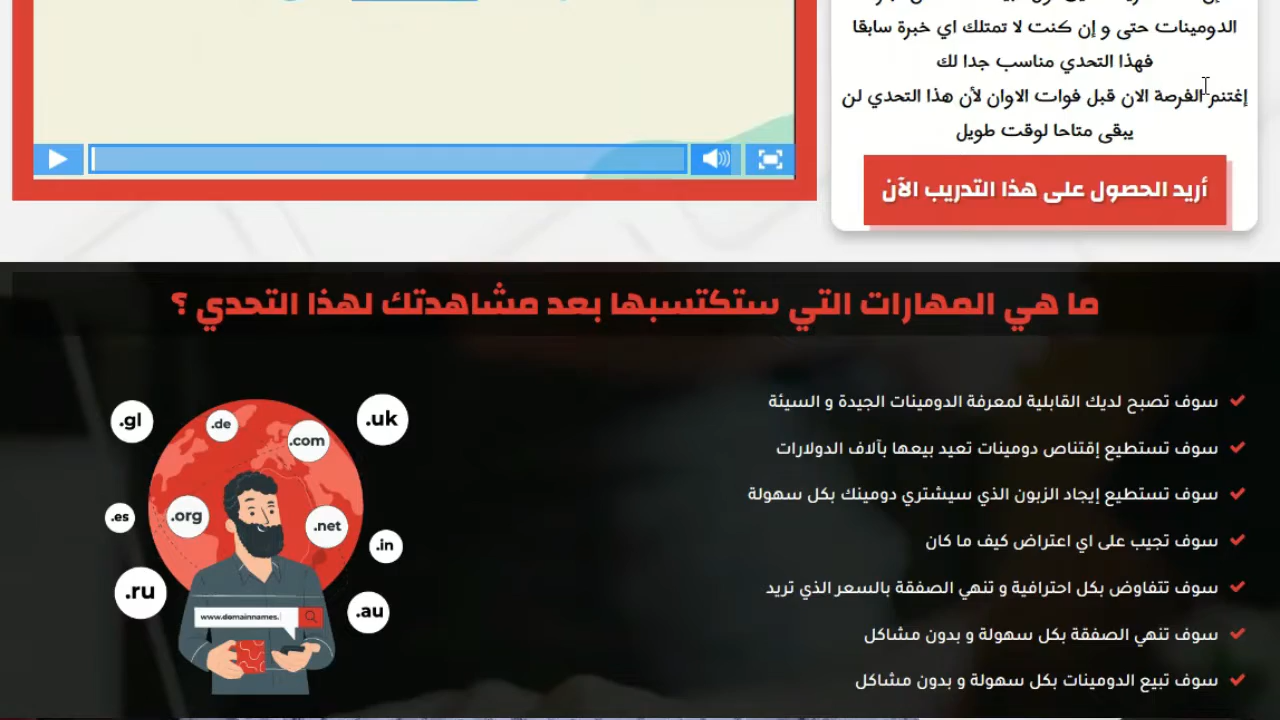 الدومينات حتى و إن كنت لا تمتلك اي خبرة سابقا
فهذا التحدي مناسب جدا لك
إغتنم الفرصة الان قبل فوات الاوان لأن هذا التحدي لن
يبقى متاحا لوقت طويل
أريد الحصول على هذا التدريب الآن
ما هي المهارات التي ستكتسبها بعد مشاهدتك لهذا التحدي ؟
سوف تصبح لديك القابلية لمعرفة الدومينات الجيدة و السيئة
سوف تستطيع إقتناص دومينات تعيد بيعها بآلاف الدولارات
سوف تستطيع إيجاد الزبون الذي سيشتري دومينك بكل سهولة
سوف تجيب على اي اعتراض كيف ما كان
سوف تتفاوض بكل احترافية و تنهي الصفقة بالسعر الذي تريد
سوف تنهي الصفقة بكل سهولة و بدون مشاكل
سوف تبيع الدومينات بكل سهولة و بدون مشاكل
.gl
.de
.com
.uk
.es
.org
.net
.in
.ru
.au
www.domainnames.